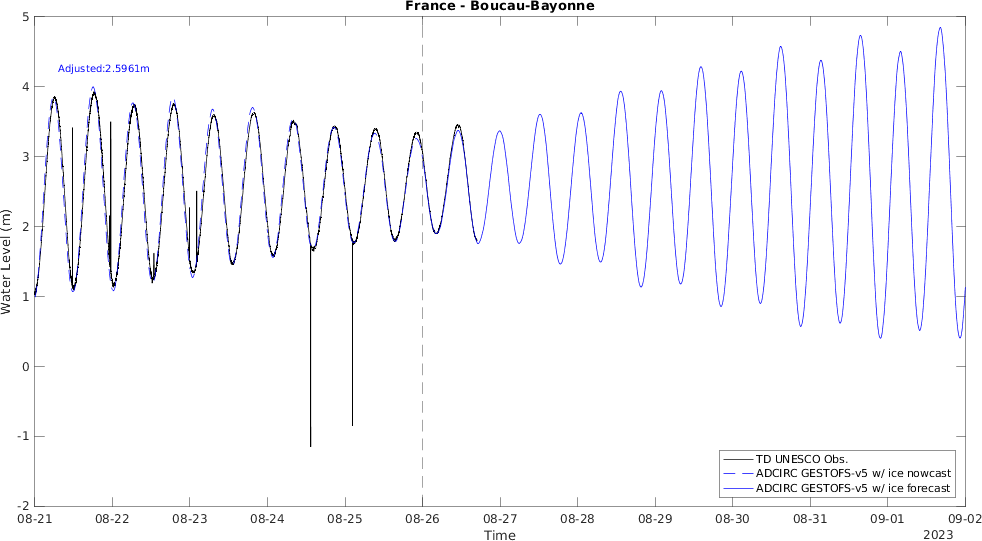 France - Boucau-Bayonne
Adjusted:2.5961m
5
4
3
2
1
0
-1
-2
Water Level (m)
TD UNESCO Obs.
ADCIRC GESTOFS-v5 w/ ice nowcast
ADCIRC GESTOFS-v5 w/ ice forecast
08-21 08-22 08-23 08-24 08-25 08-26 08-27 08-28 08-29 08-30 08-31 09-01 09-02
Time
2023